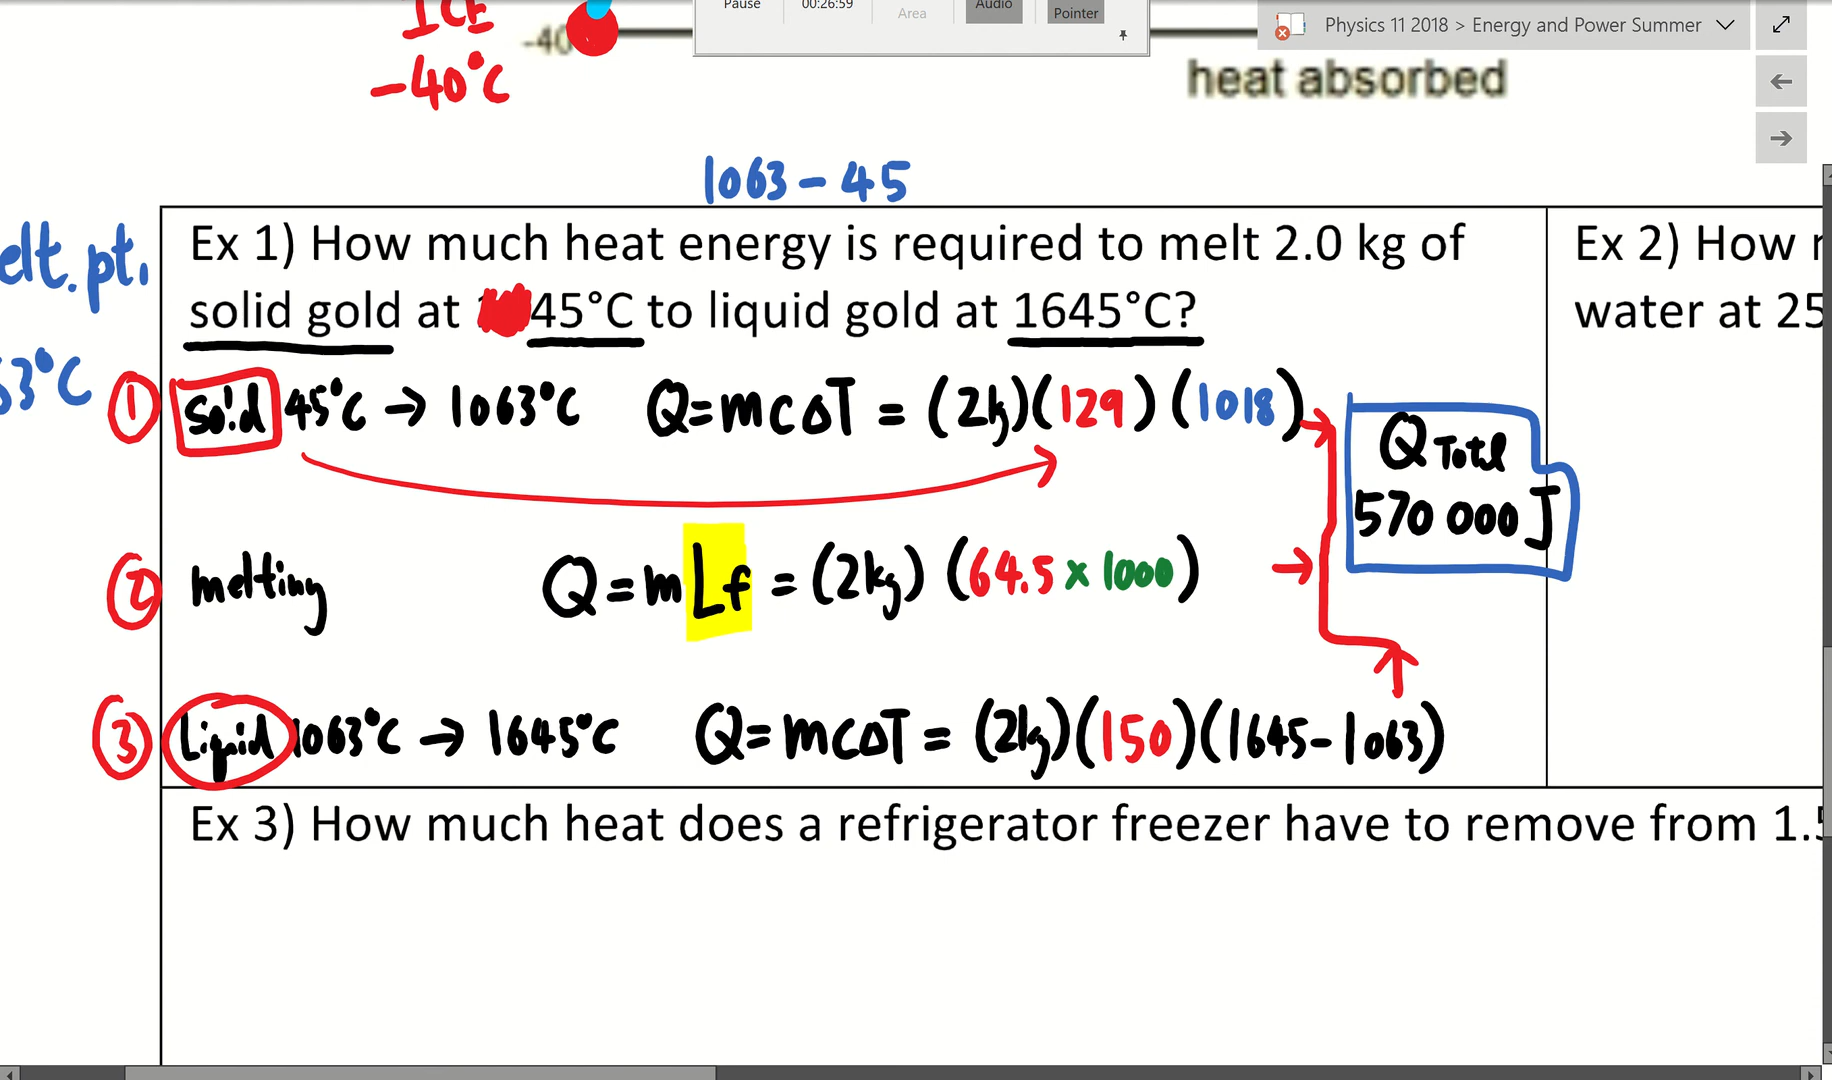 Pause 00:26:59 Area Audio Pointer
Physics 11 2018 > Energy and Power Summer
ICE
-40
-40°C
heat absorbed
1063 - 45
elt. pt.
63°C
Ex 1) How much heat energy is required to melt 2.0 kg of
solid gold at 45°C to liquid gold at 1645°C?
① Solid 45°C → 1063°C Q = mcΔT = (2kg)(129)(1018)
Q Total
570 000 J
② melting Q = mLf = (2kg) (64.5 x 1000)
③ Liquid 1063°C → 1645°C Q = mcΔT = (2kg)(150)(1645-1063)
Ex 2) How
water at 25
Ex 3) How much heat does a refrigerator freezer have to remove from 1.5